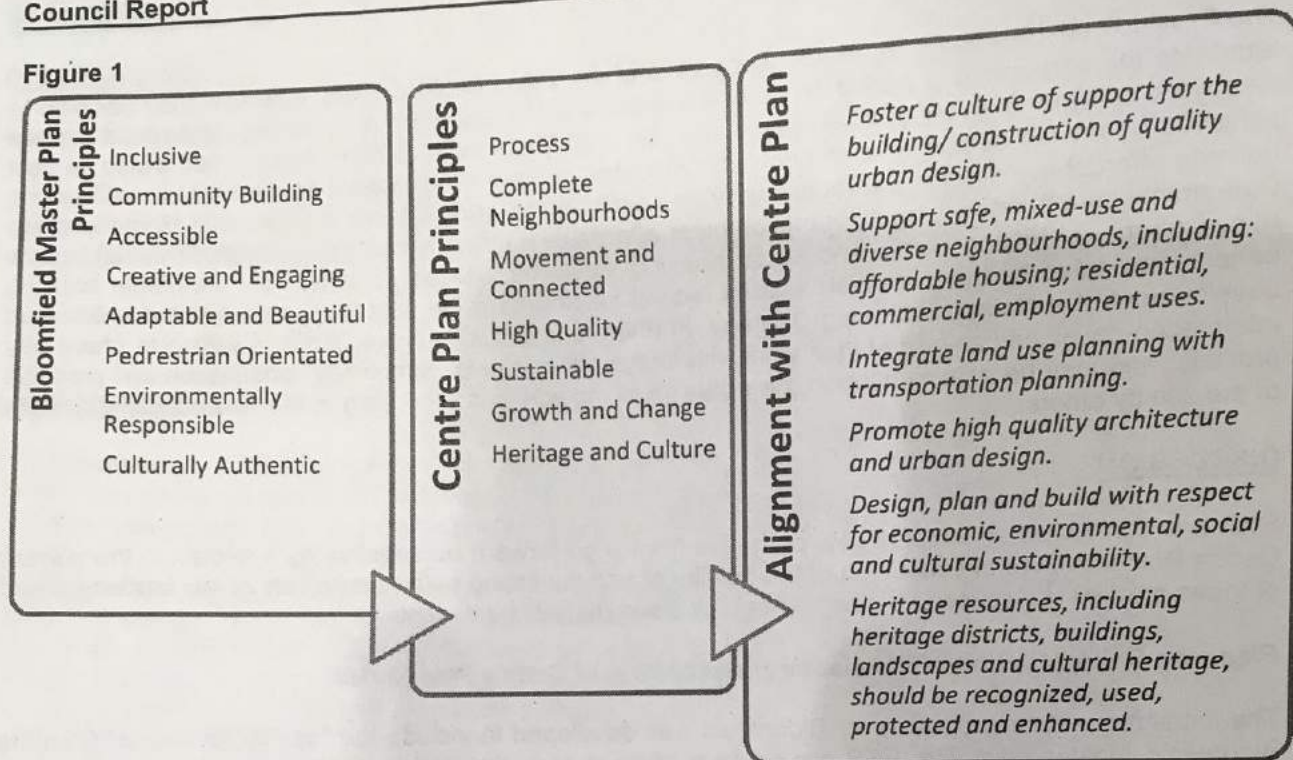 Council Report
Figure 1
Bloomfield Master Plan
Principles
Inclusive
Community Building
Accessible
Creative and Engaging
Adaptable and Beautiful
Pedrestrian Orientated
Environmentally
Responsible
Culturally Authentic
Centre Plan Principles
Process
Complete
Neighbourhoods
Movement and
Connected
High Quality
Sustainable
Growth and Change
Heritage and Culture
Alignment with Centre Plan
Foster a culture of support for the
building/ construction of quality
urban design.
Support safe, mixed-use and
diverse neighbourhoods, including:
affordable housing; residential,
commercial, employment uses.
Integrate land use planning with
transportation planning.
Promote high quality architecture
and urban design.
Design, plan and build with respect
for economic, environmental, social
and cultural sustainability.
Heritage resources, including
heritage districts, buildings,
landscapes and cultural heritage,
should be recognized, used,
protected and enhanced.